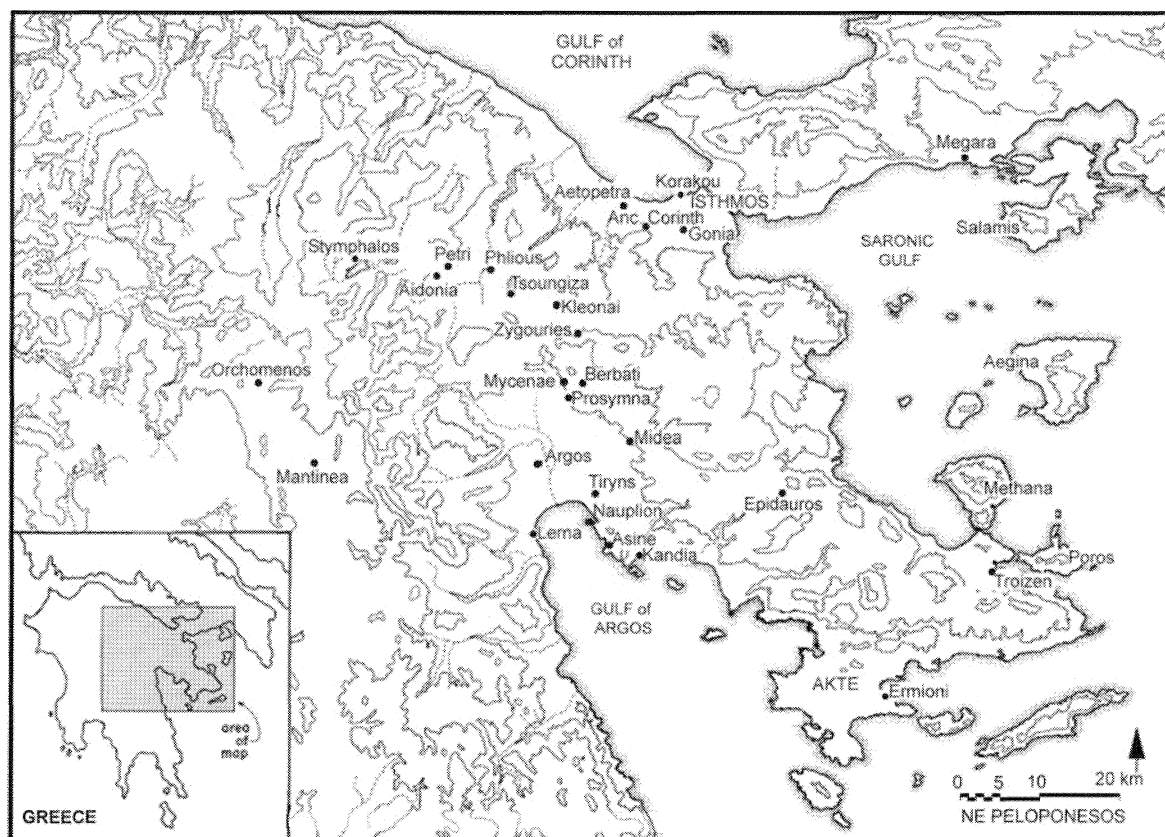 GULF of
CORINTH
Megara
Korakou
Aetopetra
ISTHMOS
Anc. Corinth
Gonia
Salamis
SARONIC
GULF
Stymphalos
Petri
Phlious
Aidonia
Tsoungiza
Kleonai
Zygouries
Aegina
Orchomenos
Mycenae
Berbati
Prosymna
Midea
Argos
Mantinea
Tiryns
Methana
Epidauros
Nauplion
Lerna
Asine
Kandia
Poros
Troizen
GULF of
ARGOS
AKTE
Ermioni
area
of
map
GREECE
0 5 10 20 km
NE PELOPONESOS